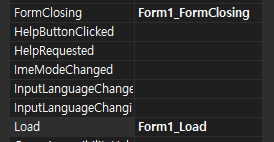 FormClosing Form1_FormClosing
HelpButtonClicked
HelpRequested
ImeModeChanged
InputLanguageChange
InputLanguageChangi
Load Form1_Load